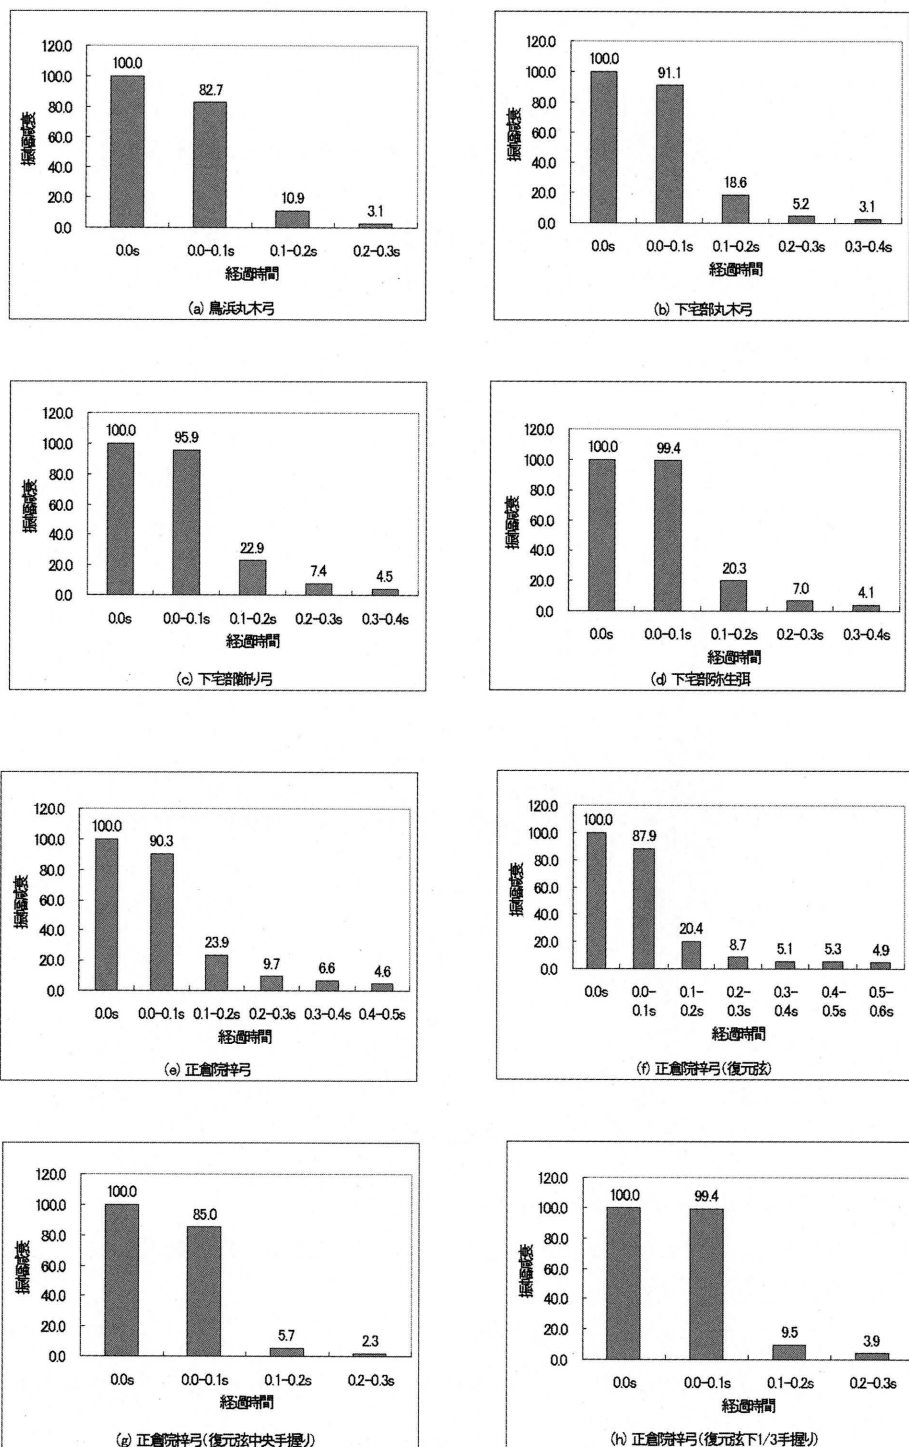 120.0
100.0
80.0
60.0
40.0
20.0
0.0
振幅減衰
100.0
82.7
10.9
3.1
0.0s
0.0-0.1s
0.1-0.2s
0.2-0.3s
経過時間
(a) 鳥浜丸木弓
120.0
100.0
80.0
60.0
40.0
20.0
0.0
振幅減衰
100.0
91.1
18.6
5.2
3.1
0.0s
0.0-0.1s
0.1-0.2s
0.2-0.3s
0.3-0.4s
経過時間
(b) 下宅部丸木弓
120.0
100.0
80.0
60.0
40.0
20.0
0.0
振幅減衰
100.0
95.9
22.9
7.4
4.5
0.0s
0.0-0.1s
0.1-0.2s
0.2-0.3s
0.3-0.4s
経過時間
(c) 下宅部飾り弓
120.0
100.0
80.0
60.0
40.0
20.0
0.0
振幅減衰
100.0
99.4
20.3
7.0
4.1
0.0s
0.0-0.1s
0.1-0.2s
0.2-0.3s
0.3-0.4s
経過時間
(d) 下宅部弥生弭
120.0
100.0
80.0
60.0
40.0
20.0
0.0
振幅減衰
100.0
90.3
23.9
9.7
6.6
4.6
0.0s
0.0-0.1s
0.1-0.2s
0.2-0.3s
0.3-0.4s
0.4-0.5s
経過時間
(e) 正倉院梓弓
120.0
100.0
80.0
60.0
40.0
20.0
0.0
振幅減衰
100.0
87.9
20.4
8.7
5.1
5.3
4.9
0.0s
0.0-
0.1s
0.1-
0.2s
0.2-
0.3s
0.3-
0.4s
0.4-
0.5s
0.5-
0.6s
経過時間
(f) 正倉院梓弓(復元弦)
120.0
100.0
80.0
60.0
40.0
20.0
0.0
振幅減衰
100.0
85.0
5.7
2.3
0.0s
0.0-0.1s
0.1-0.2s
0.2-0.3s
経過時間
(g) 正倉院梓弓(復元弦中央手握り)
120.0
100.0
80.0
60.0
40.0
20.0
0.0
振幅減衰
100.0
99.4
9.5
3.9
0.0s
0.0-0.1s
0.1-0.2s
0.2-0.3s
経過時間
(h) 正倉院梓弓(復元弦下1/3手握り)